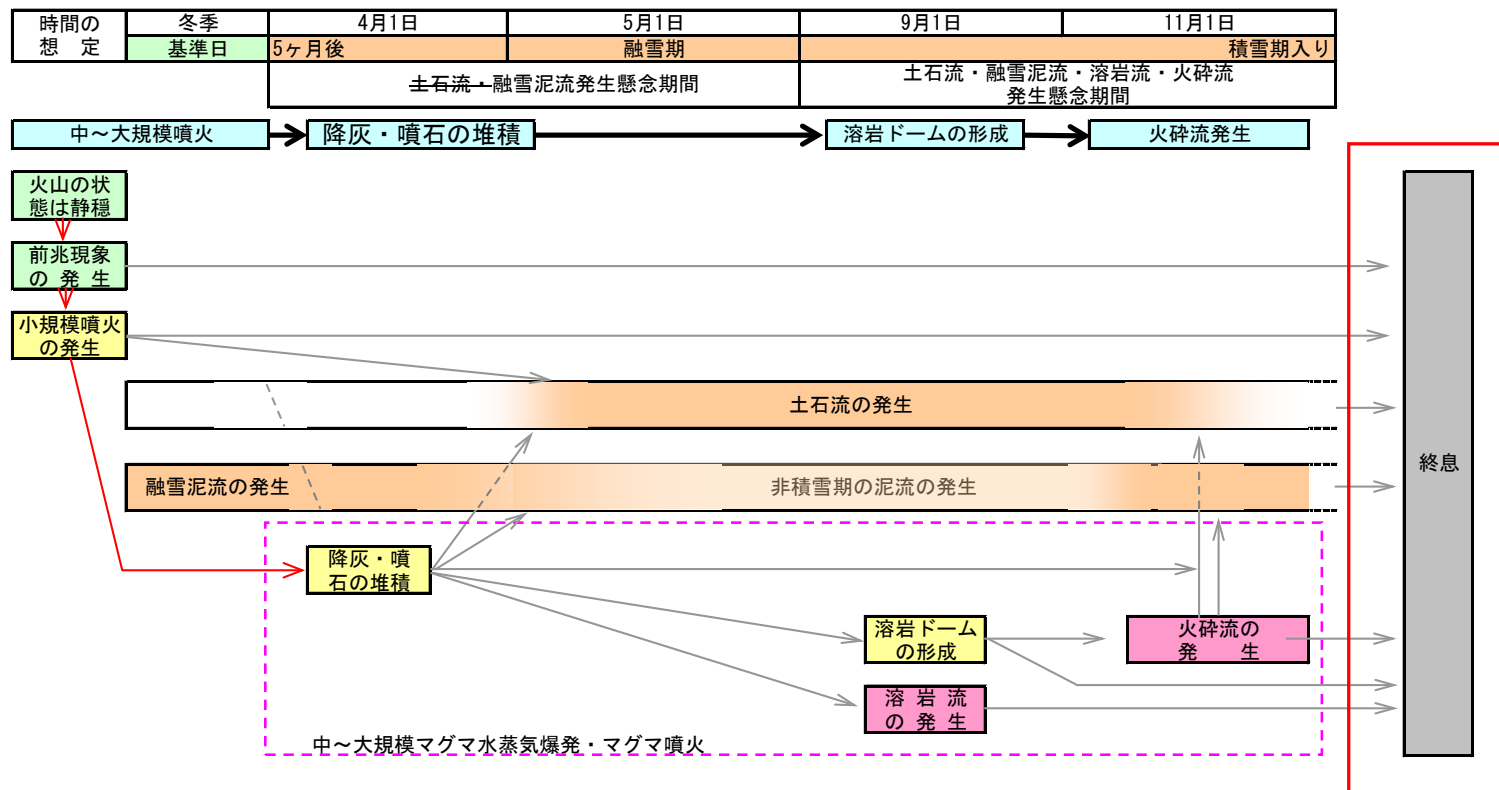 時間の
想　定
冬季
4月1日
5月1日
9月1日
11月1日
基準日
5ヶ月後
融雪期
積雪期入り
土石流・融雪泥流発生懸念期間
土石流・融雪泥流・溶岩流・火砕流
発生懸念期間
中～大規模噴火
降灰・噴石の堆積
溶岩ドームの形成
火砕流発生
火山の状
態は静穏
前兆現象
の 発 生
小規模噴火
の発生
土石流の発生
融雪泥流の発生
非積雪期の泥流の発生
終息
降灰・噴
石の堆積
溶岩ドーム
の形成
火砕流の
発　　生
溶 岩 流
の 発 生
中～大規模マグマ水蒸気爆発・マグマ噴火